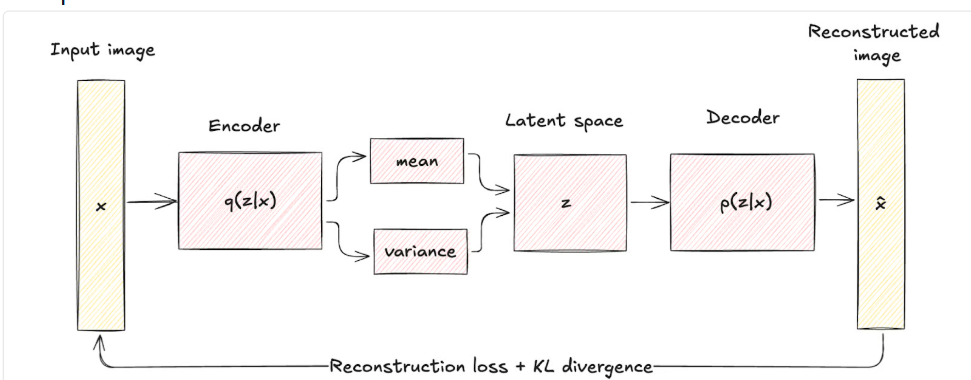 Input image
Reconstructed
image
Encoder
Latent space
Decoder
mean
x
q(z|x)
z
p(z|x)
x̂
variance
Reconstruction loss + KL divergence